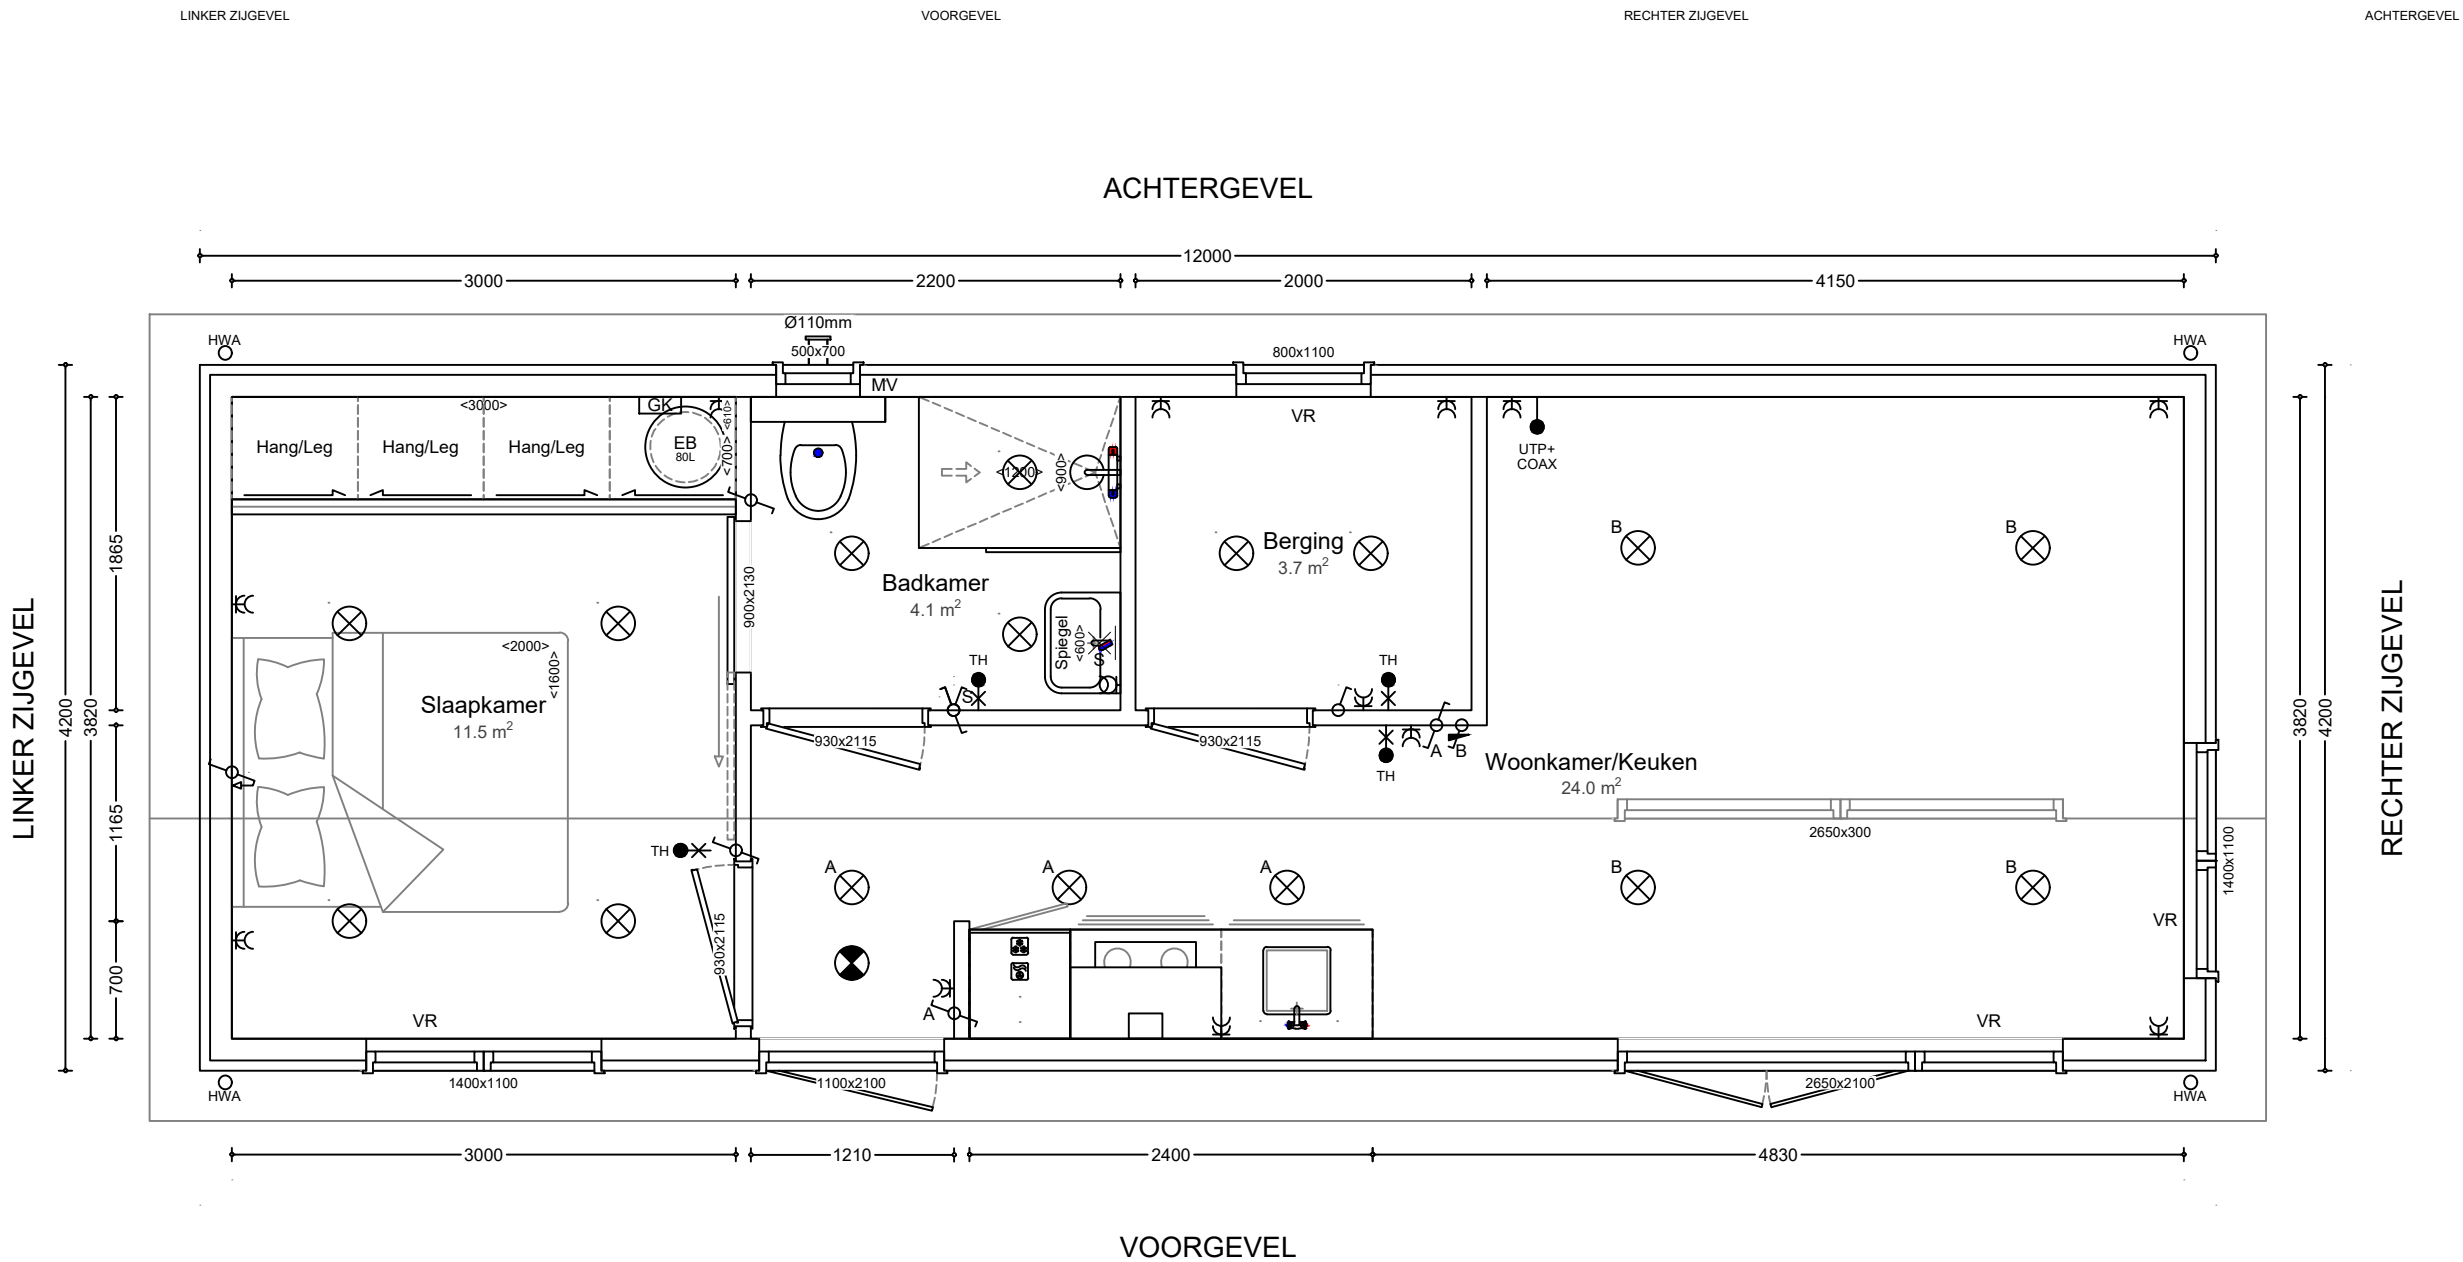 LINKER ZIJGEVEL
VOORGEVEL
RECHTER ZIJGEVEL
ACHTERGEVEL
ACHTERGEVEL
12000
3000
2200
2000
4150
HWA
Ø110mm
500x700
800x1100
HWA
MV
<3000>
GK
<610>
VR
Hang/Leg
Hang/Leg
Hang/Leg
EB
80L
<700>
<1200>
<900>
UTP+
COAX
B
B
Berging
3.7 m²
Badkamer
4.1 m²
900x2130
1865
LINKER ZIJGEVEL
4200
3820
1165
700
<2000>
<1600>
Slaapkamer
11.5 m²
Spiegel
<600>
S
TH
S
TH
930x2115
930x2115
A
B
TH
Woonkamer/Keuken
24.0 m²
2650x300
3820
4200
RECHTER ZIJGEVEL
1400x1100
TH
A
A
A
B
B
930x2115
VR
A
VR
VR
HWA
1400x1100
1100x2100
2650x2100
HWA
3000
1210
2400
4830
VOORGEVEL